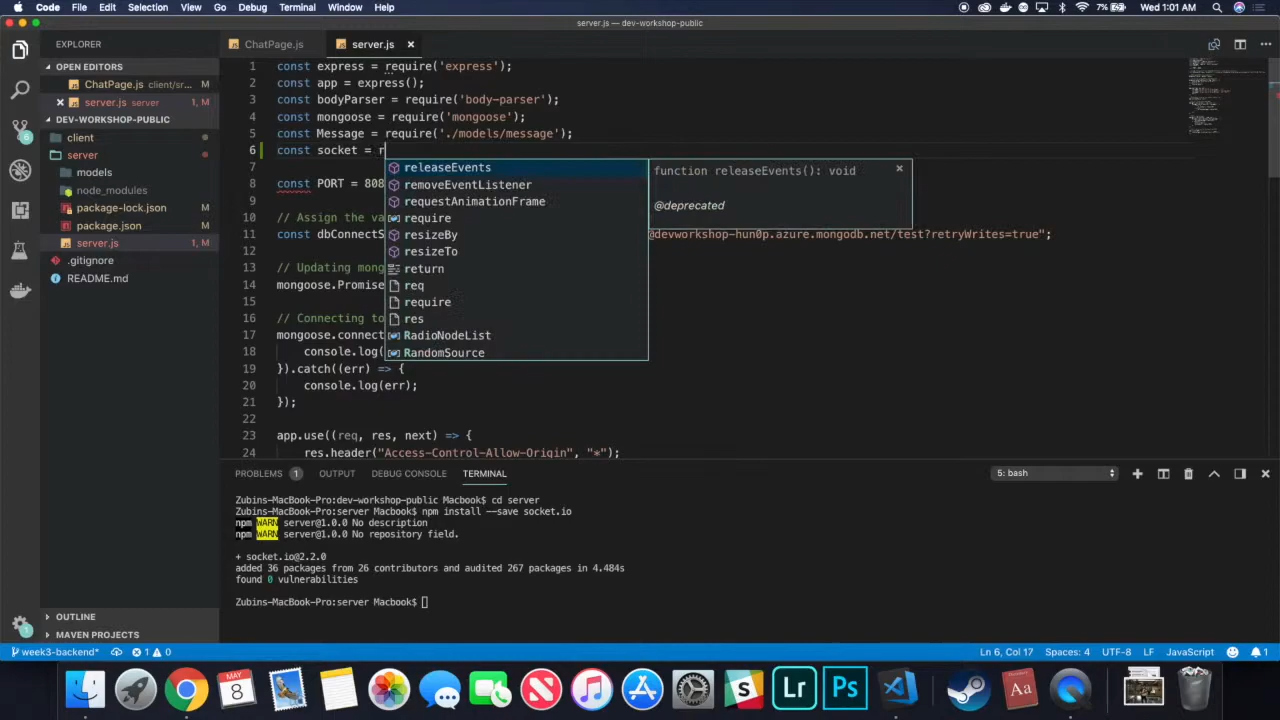 Code File Edit Selection View Go Debug Terminal Window Help
Wed 1:01 AM
server.js — dev-workshop-public
EXPLORER
ChatPage.js
server.js
OPEN EDITORS
ChatPage.js client/sr... M
server.js server 1, M
DEV-WORKSHOP-PUBLIC
client
server
models
node_modules
package-lock.json M
package.json M
server.js 1, M
.gitignore
README.md
OUTLINE
MAVEN PROJECTS
1 const express = require('express');
2 const app = express();
3 const bodyParser = require('body-parser');
4 const mongoose = require('mongoose');
5 const Message = require('./models/message');
6 const socket = r
7
8 const PORT = 808
9
10 // Assign the va
11 const dbConnectS @devworkshop-hun0p.azure.mongodb.net/test?retryWrites=true";
12
13 // Updating mong
14 mongoose.Promise
15
16 // Connecting to
17 mongoose.connect
18 console.log(
19 }).catch((err) => {
20 console.log(err);
21 });
22
23 app.use((req, res, next) => {
24 res.header("Access-Control-Allow-Origin", "*");
releaseEvents
removeEventListener
requestAnimationFrame
require
resizeBy
resizeTo
return
req
require
res
RadioNodeList
RandomSource
function releaseEvents(): void
@deprecated
PROBLEMS 1 OUTPUT DEBUG CONSOLE TERMINAL
5: bash
Zubins-MacBook-Pro:dev-workshop-public Macbook$ cd server
Zubins-MacBook-Pro:server Macbook$ npm install --save socket.io
npm WARN server@1.0.0 No description
npm WARN server@1.0.0 No repository field.
+ socket.io@2.2.0
added 36 packages from 26 contributors and audited 267 packages in 4.484s
found 0 vulnerabilities
Zubins-MacBook-Pro:server Macbook$
week3-backend* 1 0
Ln 6, Col 17 Spaces: 4 UTF-8 LF JavaScript 1
MAY
8
S
Lr
Ps
Aa